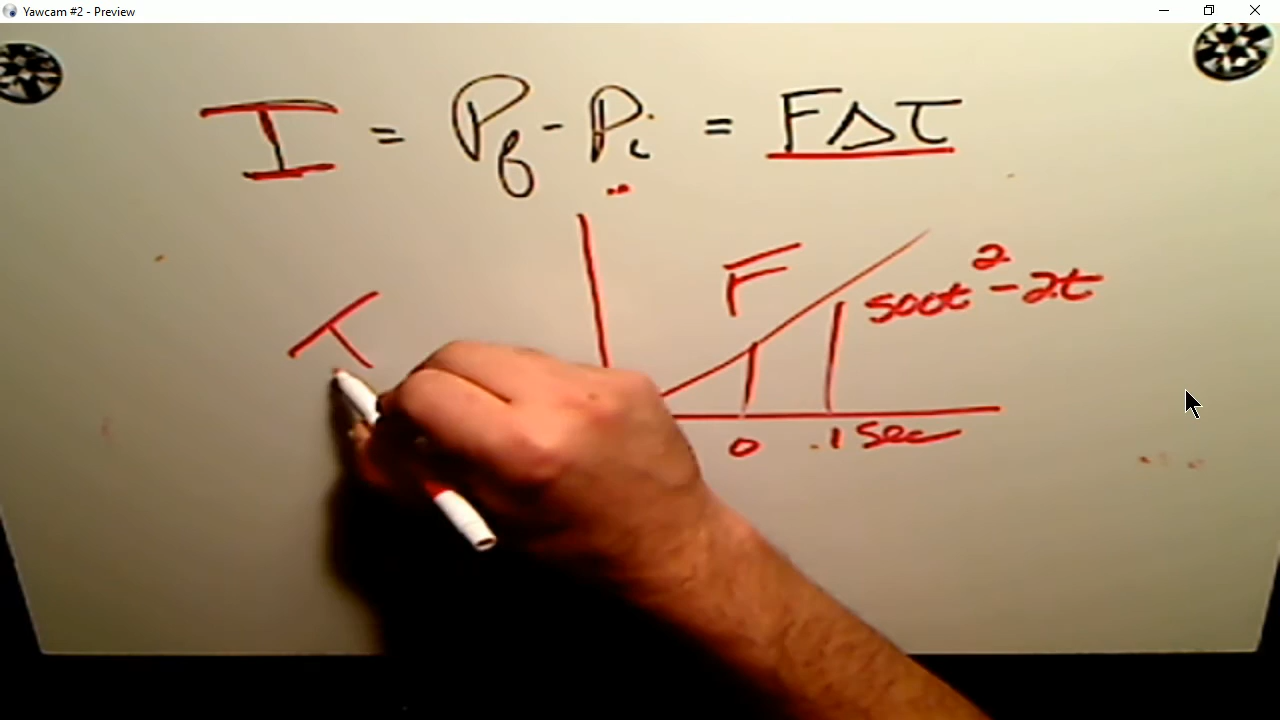 Yawcam #2 - Preview
I = Pf - Pi = FΔT
F
500t² - 2t
0 .1 sec